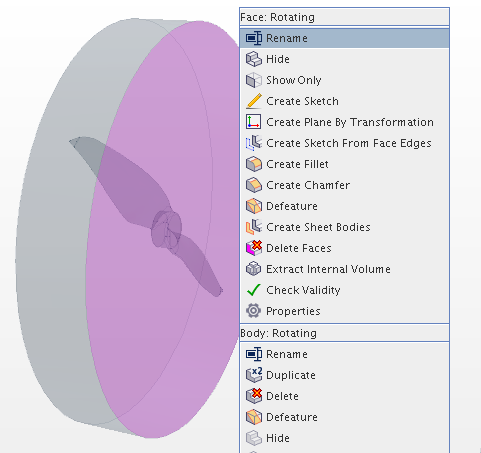 Face: Rotating
Rename
Hide
Show Only
Create Sketch
Create Plane By Transformation
Create Sketch From Face Edges
Create Fillet
Create Chamfer
Defeature
Create Sheet Bodies
Delete Faces
Extract Internal Volume
Check Validity
Properties
Body: Rotating
Rename
x2 Duplicate
Delete
Defeature
Hide